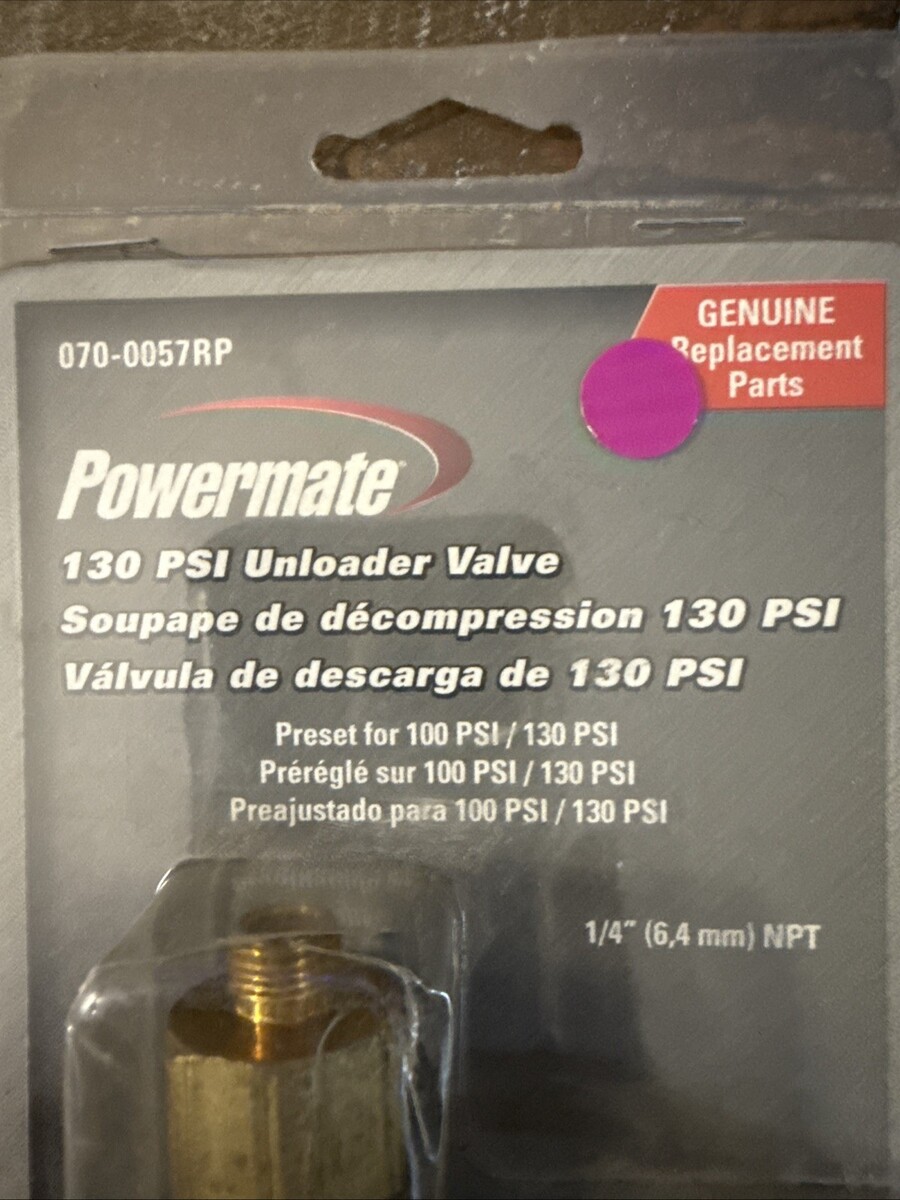 070-0057RP
GENUINE
Replacement
Parts
Powermate
130 PSI Unloader Valve
Soupape de décompression 130 PSI
Válvula de descarga de 130 PSI
Preset for 100 PSI / 130 PSI
Préréglé sur 100 PSI / 130 PSI
Preajustado para 100 PSI / 130 PSI
1/4" (6,4 mm) NPT